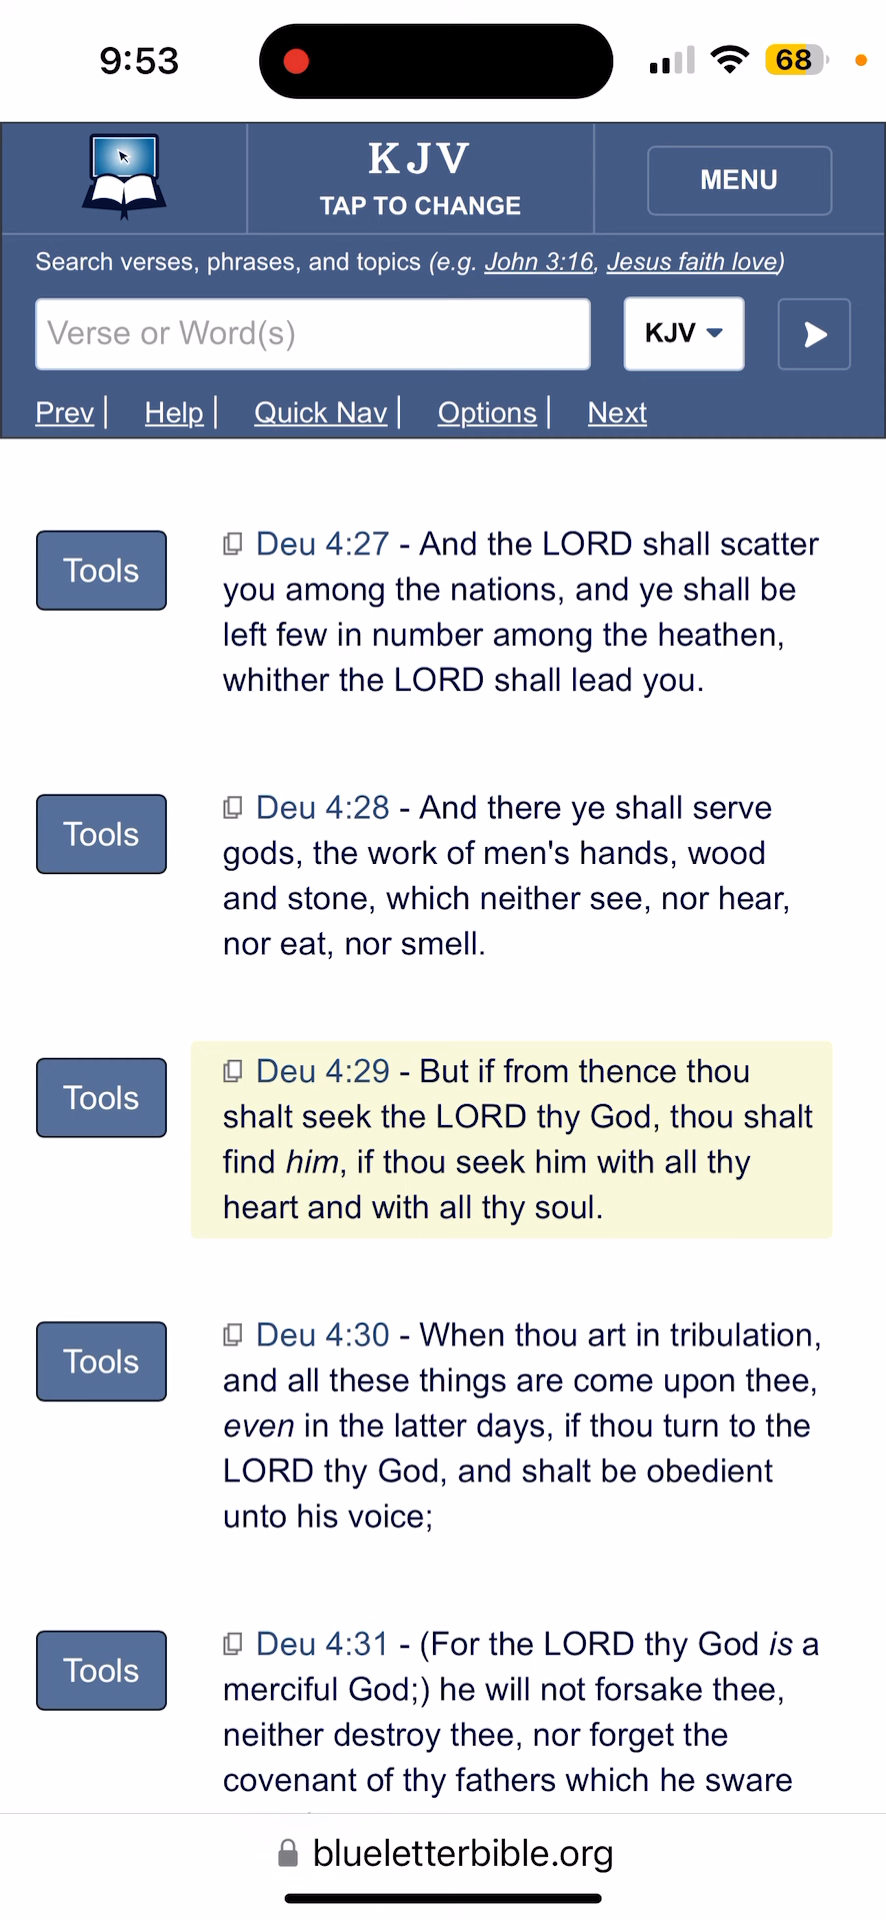 9:53
68
KJV
TAP TO CHANGE
MENU
Search verses, phrases, and topics (e.g. John 3:16, Jesus faith love)
Verse or Word(s)
KJV
Prev | Help | Quick Nav | Options | Next
Tools
Deu 4:27 - And the LORD shall scatter
you among the nations, and ye shall be
left few in number among the heathen,
whither the LORD shall lead you.
Tools
Deu 4:28 - And there ye shall serve
gods, the work of men's hands, wood
and stone, which neither see, nor hear,
nor eat, nor smell.
Tools
Deu 4:29 - But if from thence thou
shalt seek the LORD thy God, thou shalt
find him, if thou seek him with all thy
heart and with all thy soul.
Tools
Deu 4:30 - When thou art in tribulation,
and all these things are come upon thee,
even in the latter days, if thou turn to the
LORD thy God, and shalt be obedient
unto his voice;
Tools
Deu 4:31 - (For the LORD thy God is a
merciful God;) he will not forsake thee,
neither destroy thee, nor forget the
covenant of thy fathers which he sware
blueletterbible.org